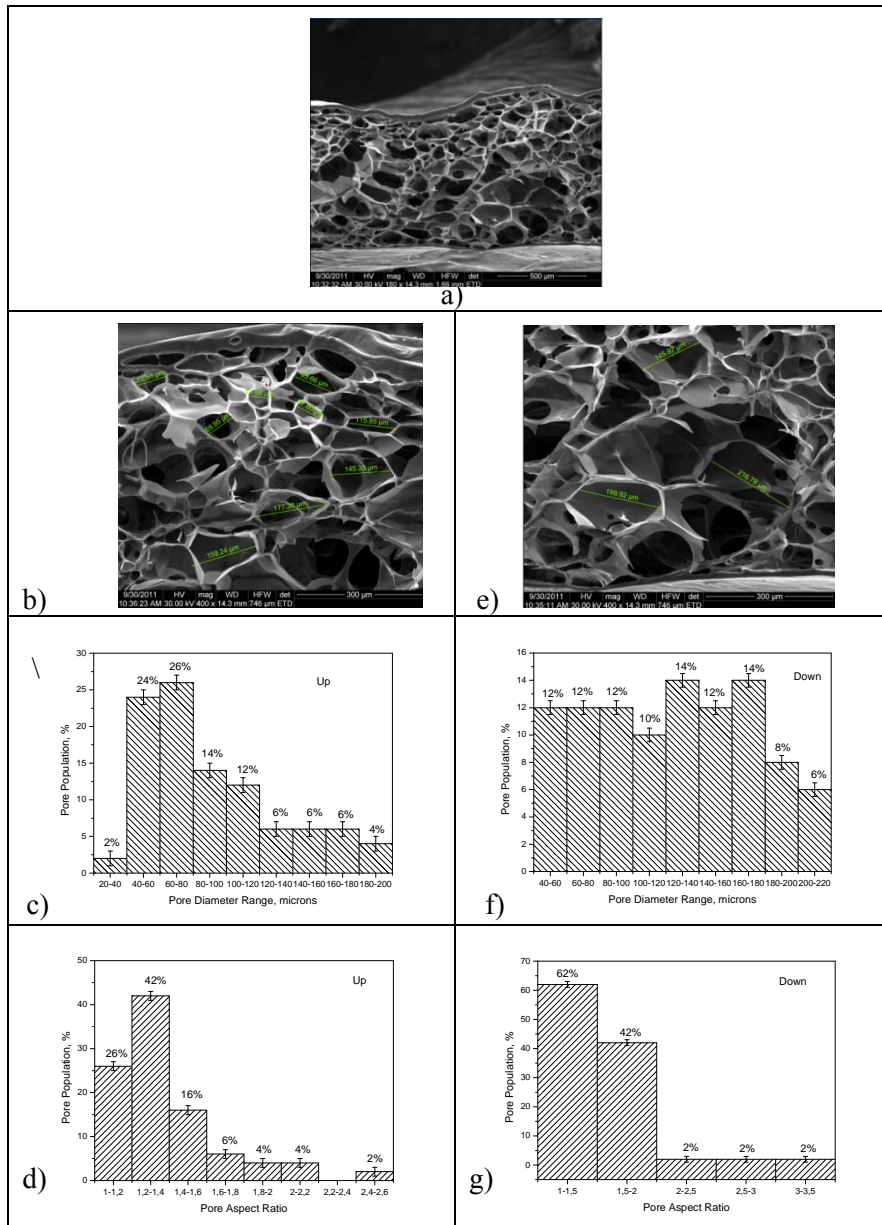 9/30/2011 HV mag WD HFW det 500 µm
10:32:32 AM 30.00 kV 180 x 14.3 mm 1.66 mm ETD
a)
115.85 µm
145.33 µm
177.36 µm
159.24 µm
9/30/2011 HV mag WD HFW det 300 µm
10:36:23 AM 30.00 kV 400 x 14.3 mm 746 µm ETD
b)
145.97 µm
216.78 µm
199.92 µm
9/30/2011 HV mag WD HFW det 300 µm
10:35:11 AM 30.00 kV 400 x 14.3 mm 746 µm ETD
e)
\
Up
Pore Population, %
30
25
20
15
10
5
0
2%
24%
26%
14%
12%
6%
6%
6%
4%
20-40 40-60 60-80 80-100 100-120 120-140 140-160 160-180 180-200
Pore Diameter Range, microns
c)
Down
Pore Population, %
16
14
12
10
8
6
4
2
0
12%
12%
12%
10%
14%
12%
14%
8%
6%
40-60 60-80 80-100 100-120 120-140 140-160 160-180 180-200 200-220
Pore Diameter Range, microns
f)
Up
Pore Population, %
50
40
30
20
10
0
26%
42%
16%
6%
4%
4%
2%
1-1,2 1,2-1,4 1,4-1,6 1,6-1,8 1,8-2 2-2,2 2,2-2,4 2,4-2,6
Pore Aspect Ratio
d)
Down
Pore Population, %
70
60
50
40
30
20
10
0
62%
42%
2%
2%
2%
1-1,5 1,5-2 2-2,5 2,5-3 3-3,5
Pore Aspect Ratio
g)